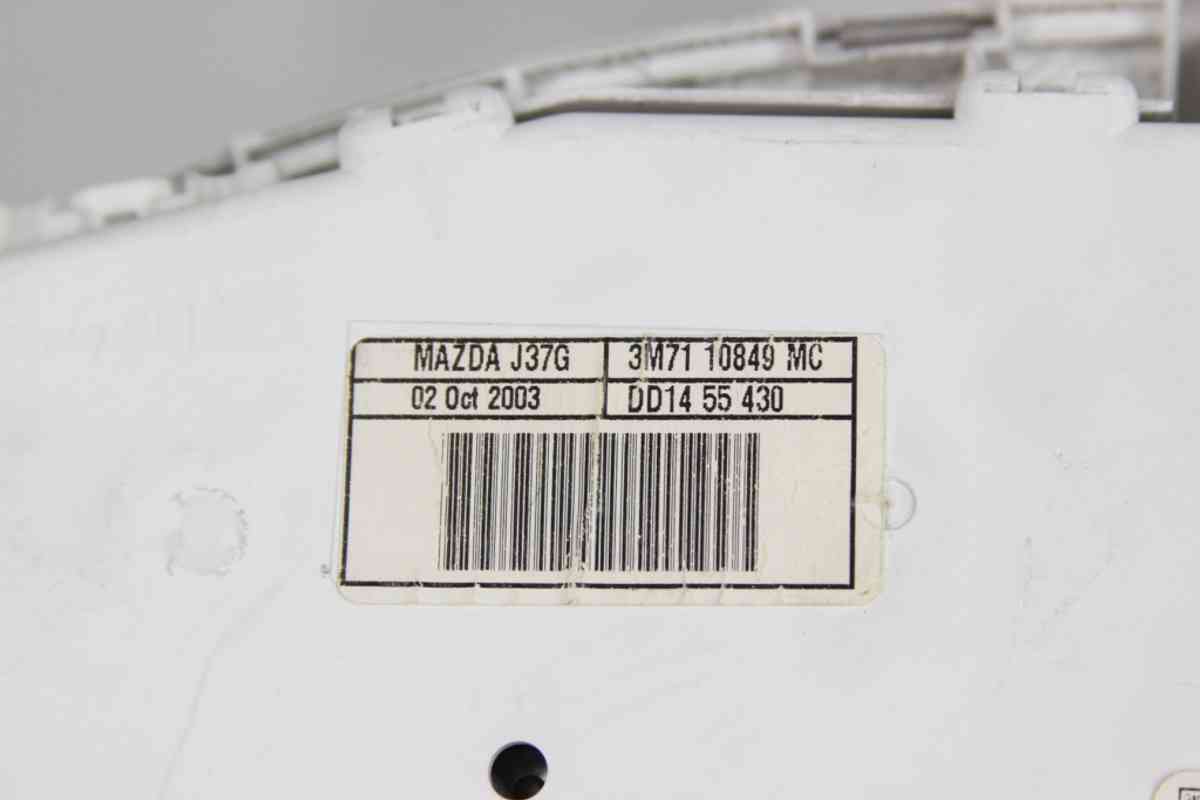 MAZDA J37G 3M71 10849 MC
02 Oct 2003 DD14 55 430